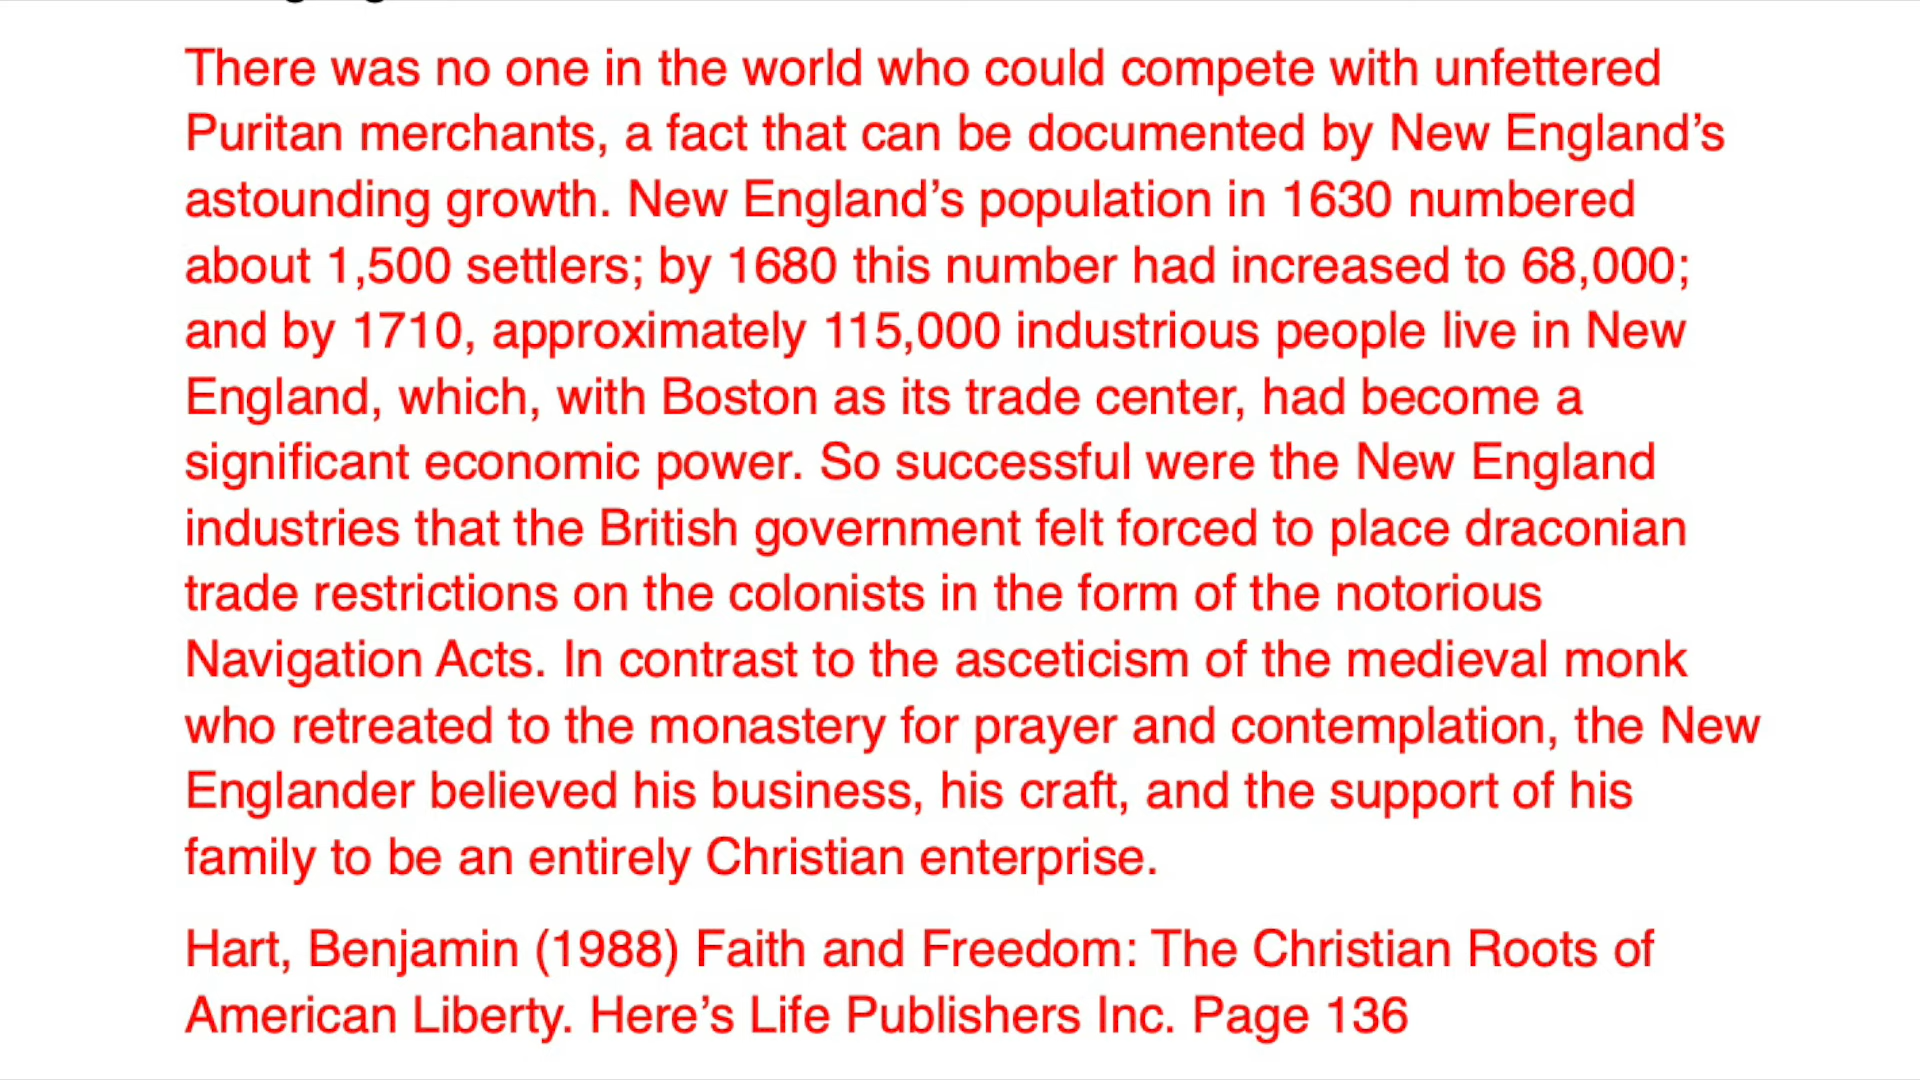 There was no one in the world who could compete with unfettered
Puritan merchants, a fact that can be documented by New England’s
astounding growth. New England’s population in 1630 numbered
about 1,500 settlers; by 1680 this number had increased to 68,000;
and by 1710, approximately 115,000 industrious people live in New
England, which, with Boston as its trade center, had become a
significant economic power. So successful were the New England
industries that the British government felt forced to place draconian
trade restrictions on the colonists in the form of the notorious
Navigation Acts. In contrast to the asceticism of the medieval monk
who retreated to the monastery for prayer and contemplation, the New
Englander believed his business, his craft, and the support of his
family to be an entirely Christian enterprise.
Hart, Benjamin (1988) Faith and Freedom: The Christian Roots of
American Liberty. Here’s Life Publishers Inc. Page 136